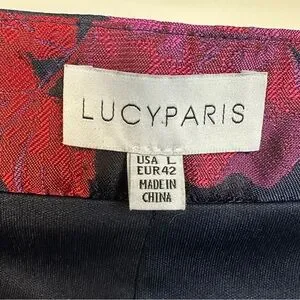 LUCYPARIS
USA L
EUR42
MADE IN
CHINA